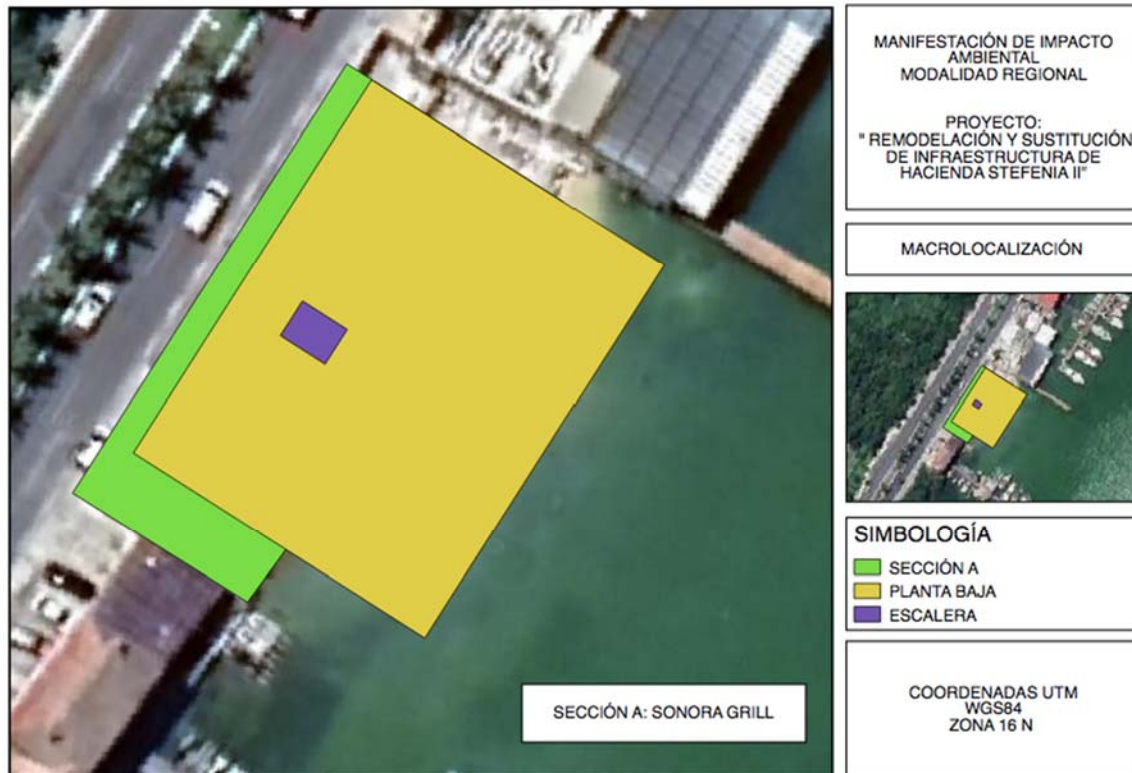 MANIFESTACIÓN DE IMPACTO
AMBIENTAL
MODALIDAD REGIONAL
PROYECTO:
" REMODELACIÓN Y SUSTITUCIÓN
DE INFRAESTRUCTURA DE
HACIENDA STEFENIA II"
MACROLOCALIZACIÓN
SIMBOLOGÍA
SECCIÓN A
PLANTA BAJA
ESCALERA
SECCIÓN A: SONORA GRILL
COORDENADAS UTM
WGS84
ZONA 16 N